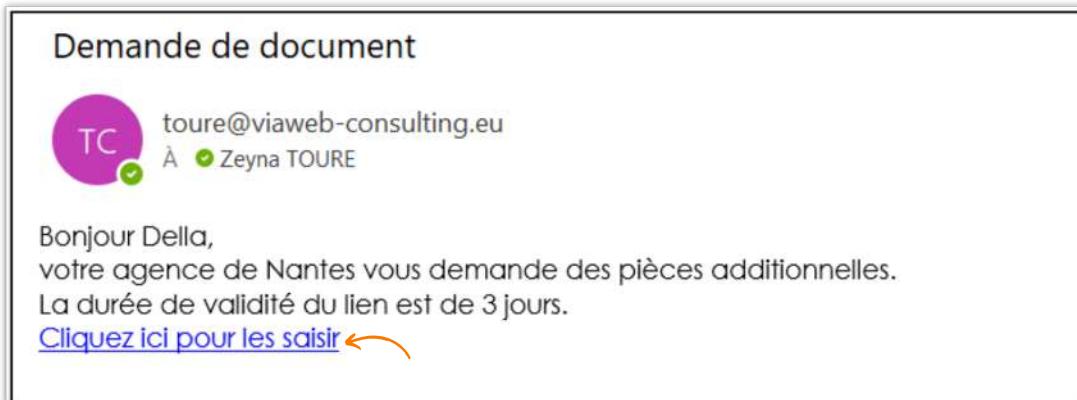 Demande de document
TC
toure@viaweb-consulting.eu
À Zeyna TOURE
Bonjour Della,
votre agence de Nantes vous demande des pièces additionnelles.
La durée de validité du lien est de 3 jours.
Cliquez ici pour les saisir